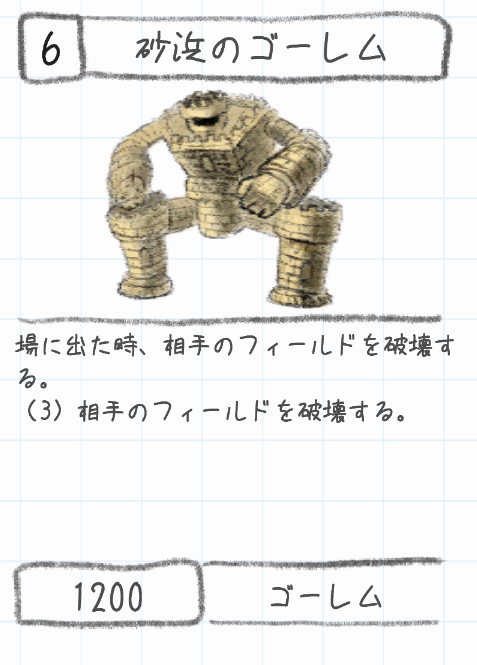 6
砂浜のゴーレム
場に出た時、相手のフィールドを破壊す
る。
（3）相手のフィールドを破壊する。
1200
ゴーレム